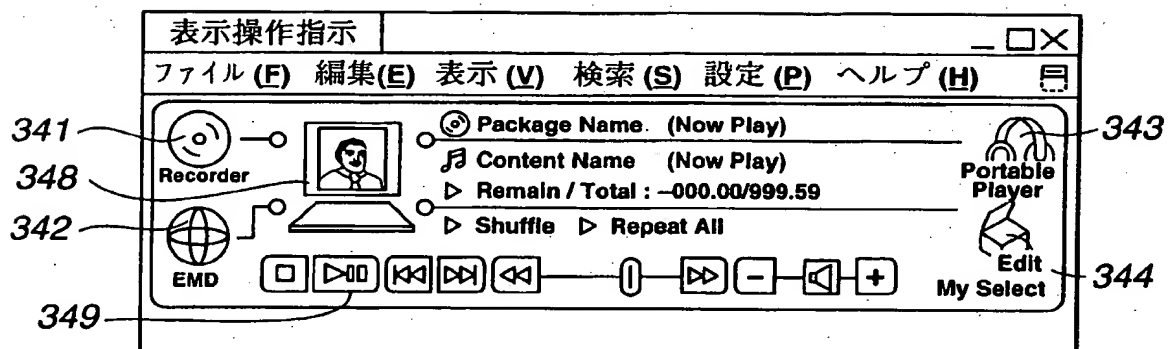 表示操作指示
ファイル (F) 編集(E) 表示 (V) 検索 (S) 設定 (P) ヘルプ (H)
341
348
342
349
Recorder
EMD
Package Name. (Now Play)
Content Name (Now Play)
Remain / Total : –000.00/999.59
Shuffle Repeat All
Portable
Player
Edit
My Select
343
344